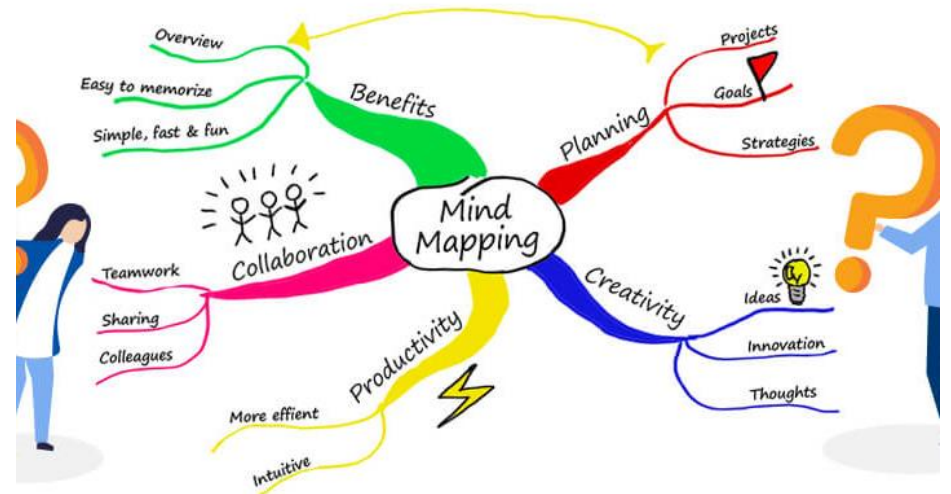 Overview
Easy to memorize
Simple, fast & fun
Benefits
Planning
Projects
Goals
Strategies
Mind
Mapping
Collaboration
Teamwork
Sharing
Colleagues
Creativity
Ideas
Innovation
Thoughts
Productivity
More effient
Intuitive